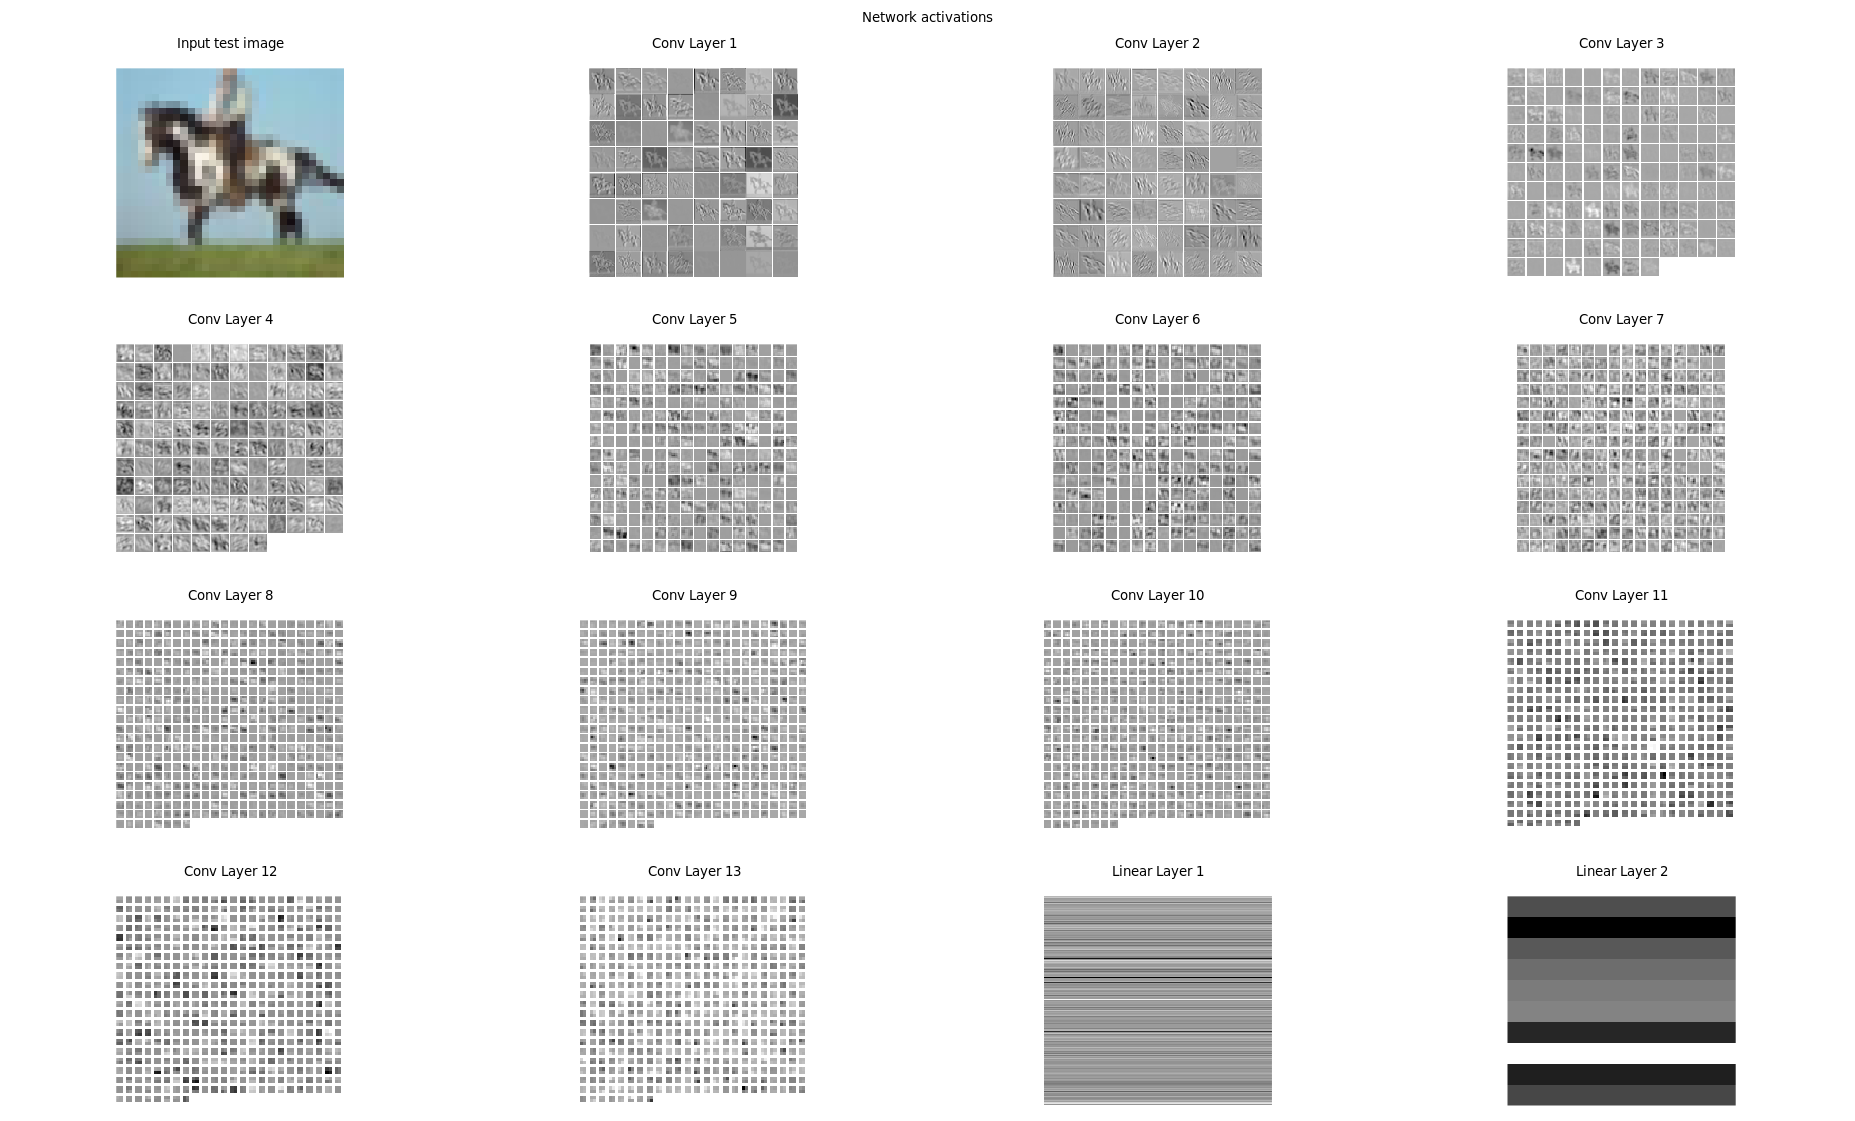 Network activations
Input test image
Conv Layer 1
Conv Layer 2
Conv Layer 3
Conv Layer 4
Conv Layer 5
Conv Layer 6
Conv Layer 7
Conv Layer 8
Conv Layer 9
Conv Layer 10
Conv Layer 11
Conv Layer 12
Conv Layer 13
Linear Layer 1
Linear Layer 2